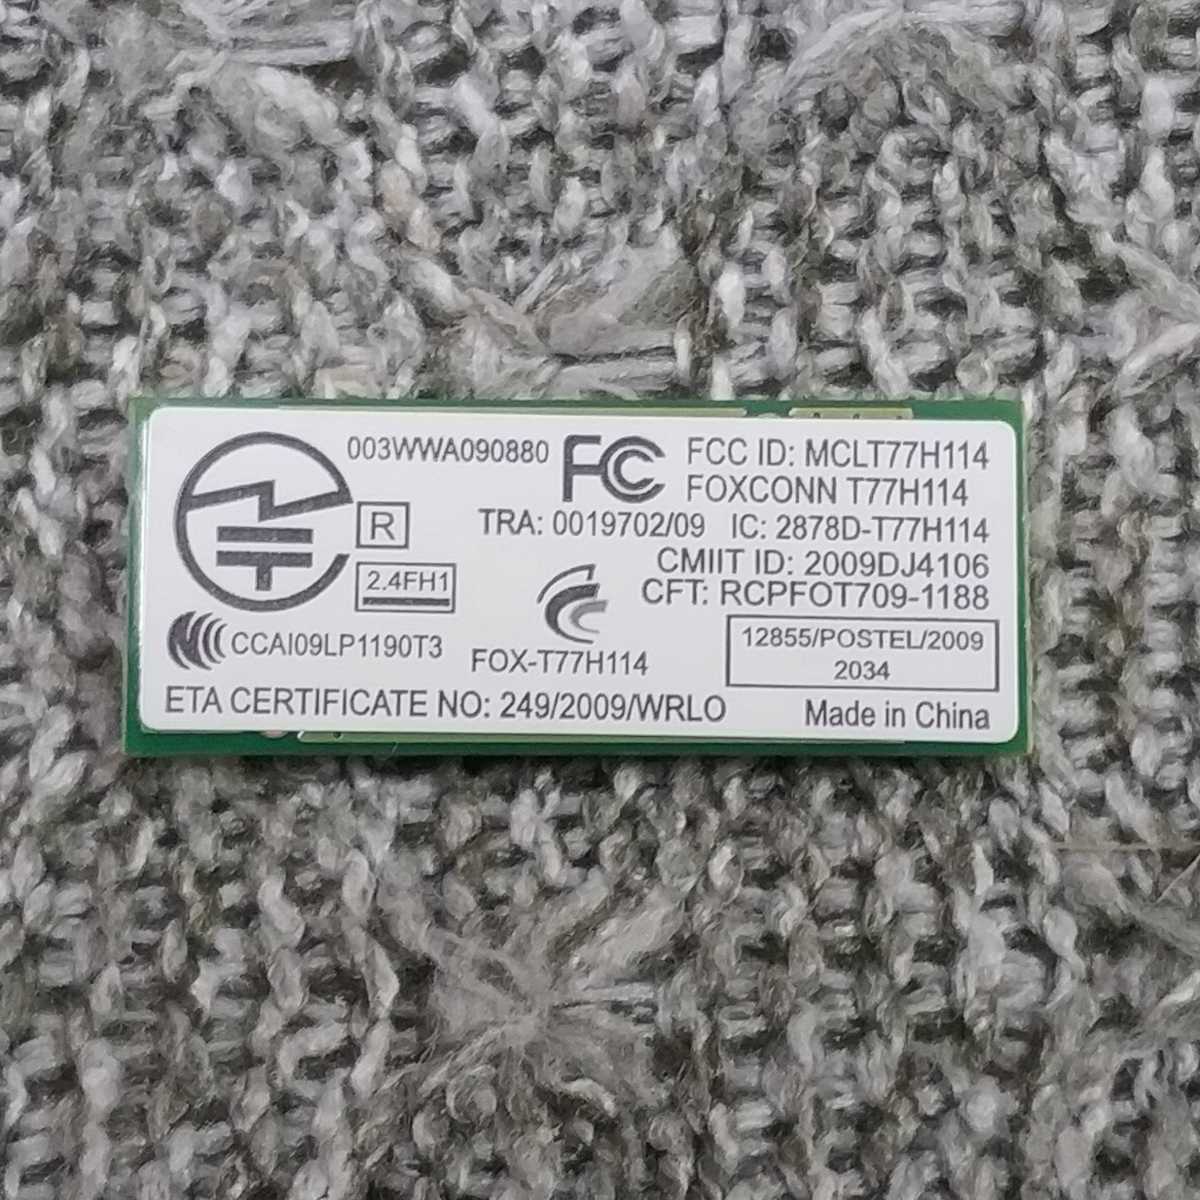 003WWA090880
FC
FCC ID: MCLT77H114
FOXCONN T77H114
R
TRA: 0019702/09 IC: 2878D-T77H114
CMIIT ID: 2009DJ4106
2.4FH1
CFT: RCPFOT709-1188
CCAI09LP1190T3
FOX-T77H114
12855/POSTEL/2009
2034
ETA CERTIFICATE NO: 249/2009/WRLO
Made in China